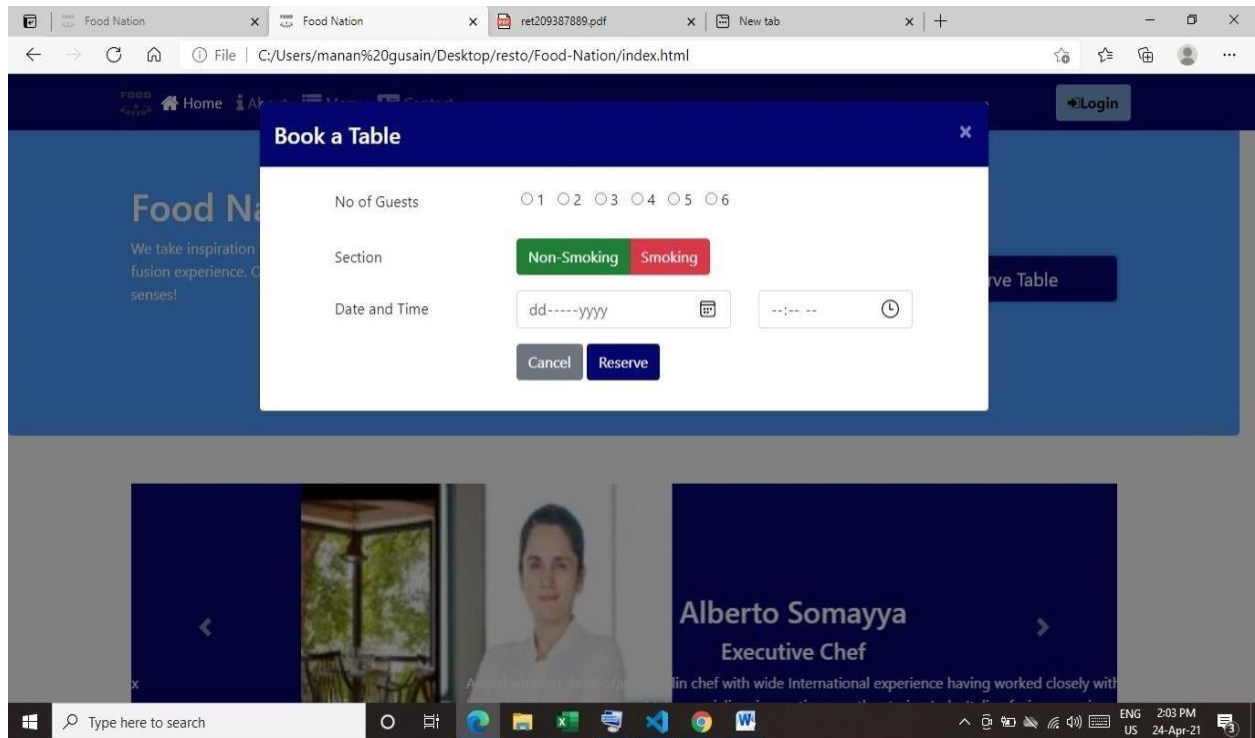 Food Nation
Food Nation
ret209387889.pdf
New tab
File
C:/Users/manan%20gusain/Desktop/resto/Food-Nation/index.html
FOOD
Home
Login
Book a Table
×
No of Guests
1 2 3 4 5 6
Section
Non-Smoking Smoking
Date and Time
dd-----yyyy
--:-- --
Cancel Reserve
We take inspiration
fusion experience.
senses!
Table
Alberto Somayya
Executive Chef
chef with wide International experience having worked closely with
Type here to search
ENG
US
2:03 PM
24-Apr-21
3